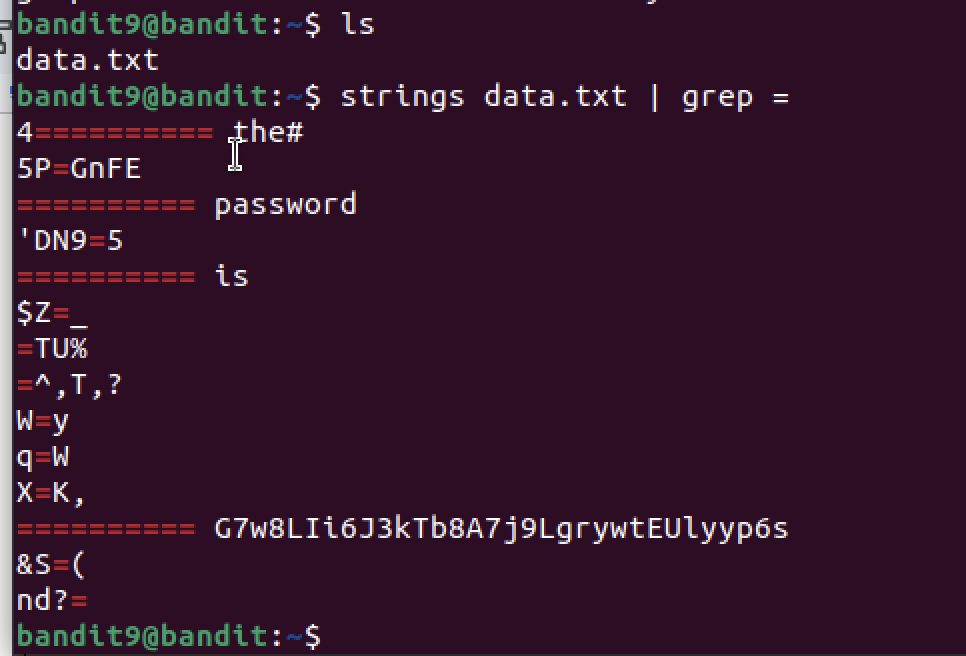 bandit9@bandit:~$ ls
data.txt
bandit9@bandit:~$ strings data.txt | grep =
4========== the#
5P=GnFE
========== password
'DN9=5
========== is
$Z=_
=TU%
=^,T,?
W=y
q=W
X=K,
========== G7w8LIi6J3kTb8A7j9LgrywtEUlyyp6s
&S=(
nd?=
bandit9@bandit:~$